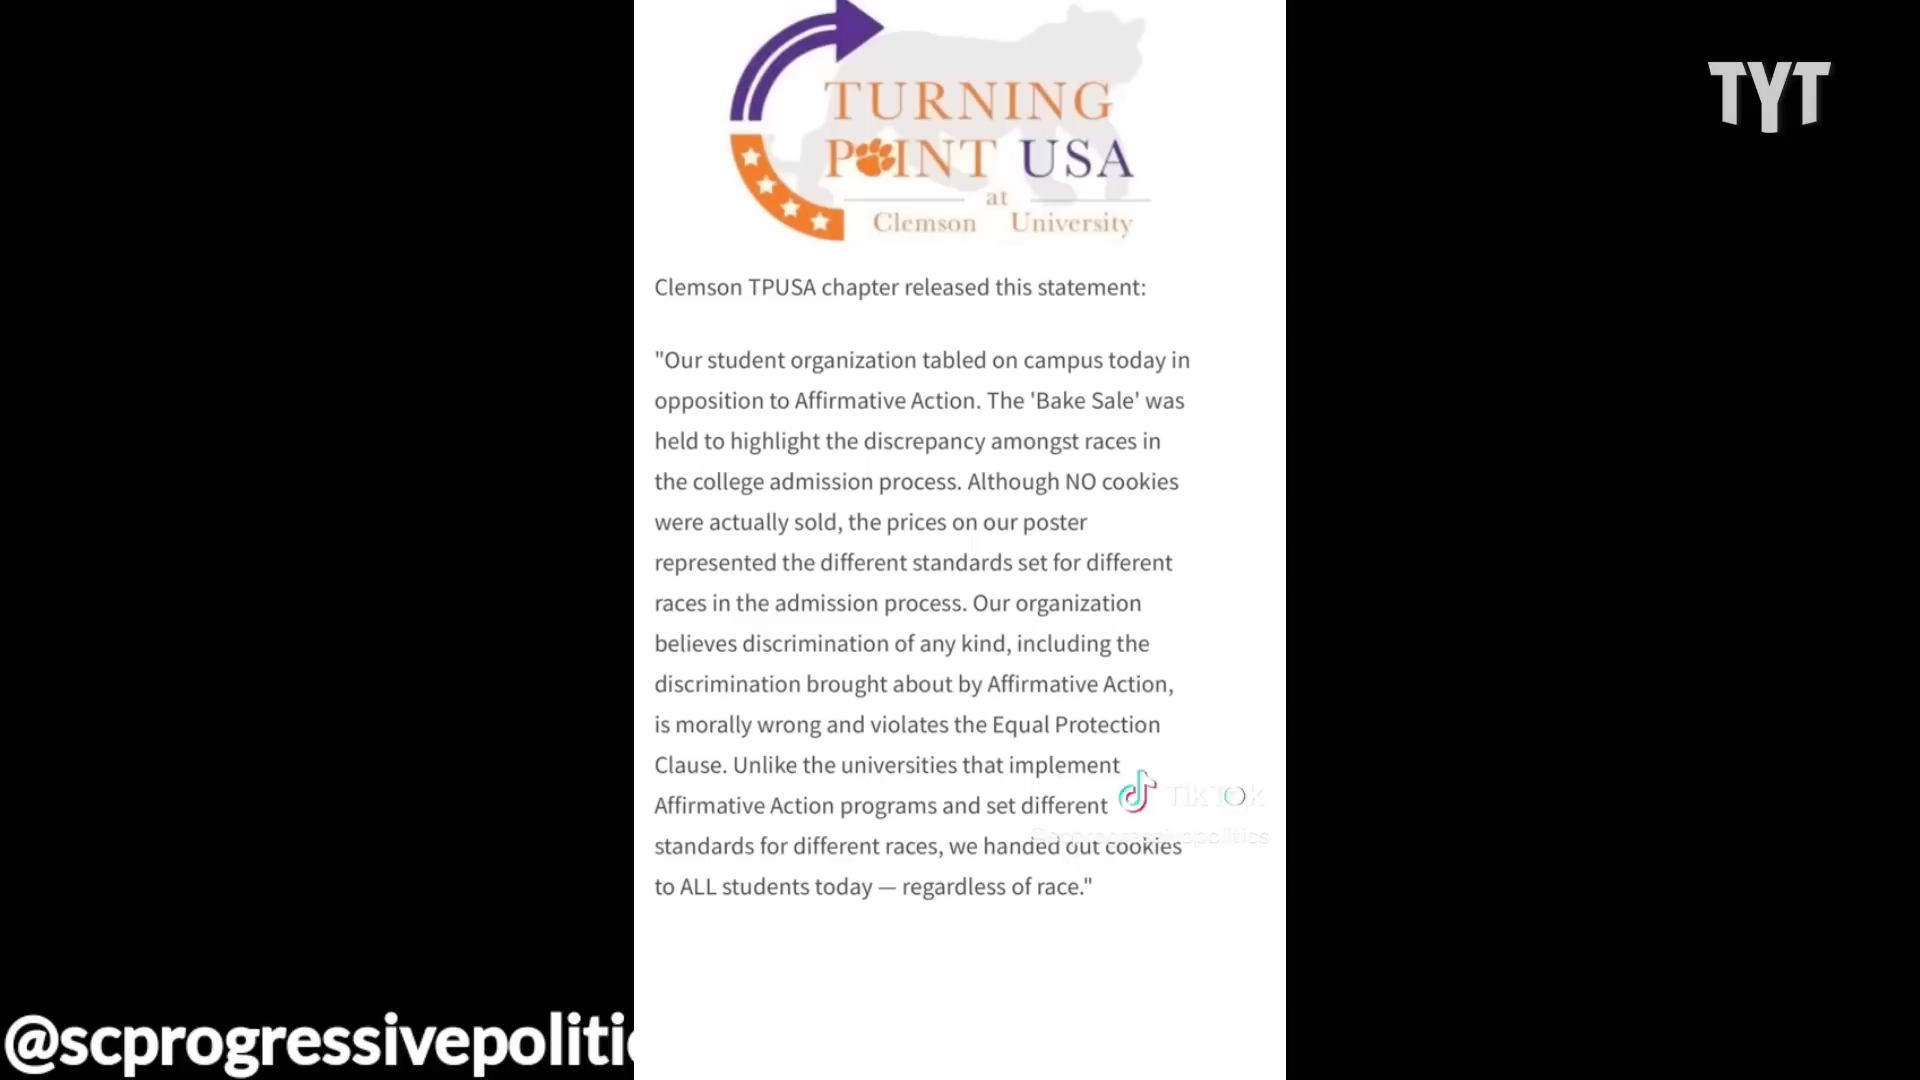 TYT
TURNING
POINT USA
at
Clemson University
Clemson TPUSA chapter released this statement:
"Our student organization tabled on campus today in
opposition to Affirmative Action. The 'Bake Sale' was
held to highlight the discrepancy amongst races in
the college admission process. Although NO cookies
were actually sold, the prices on our poster
represented the different standards set for different
races in the admission process. Our organization
believes discrimination of any kind, including the
discrimination brought about by Affirmative Action,
is morally wrong and violates the Equal Protection
Clause. Unlike the universities that implement
Affirmative Action programs and set different
standards for different races, we handed out cookies
to ALL students today — regardless of race."
TikTok
@scprogressivepolitics
@scprogressivepoliti